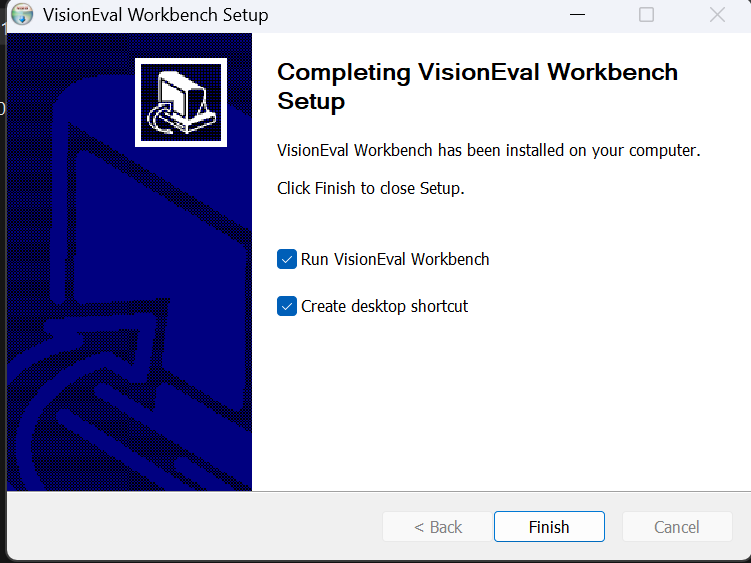 VisionEval Workbench Setup
Completing VisionEval Workbench
Setup
VisionEval Workbench has been installed on your computer.
Click Finish to close Setup.
Run VisionEval Workbench
Create desktop shortcut
< Back
Finish
Cancel